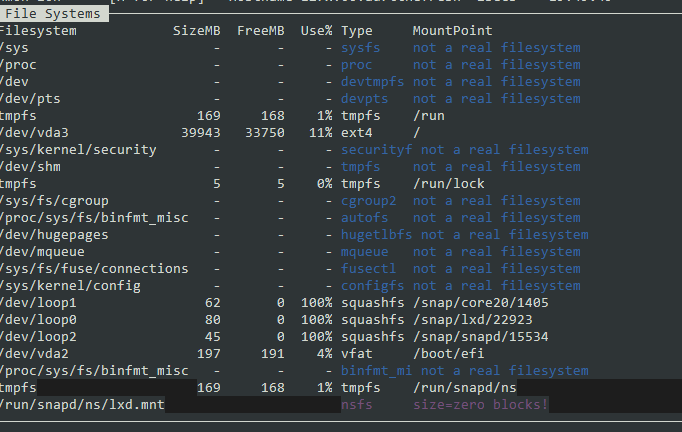 File Systems
Filesystem SizeMB FreeMB Use% Type MountPoint
/sys - - - sysfs not a real filesystem
/proc - - - proc not a real filesystem
/dev - - - devtmpfs not a real filesystem
/dev/pts - - - devpts not a real filesystem
tmpfs 169 168 1% tmpfs /run
/dev/vda3 39943 33750 11% ext4 /
/sys/kernel/security - - - securityf not a real filesystem
/dev/shm - - - tmpfs not a real filesystem
tmpfs 5 5 0% tmpfs /run/lock
/sys/fs/cgroup - - - cgroup2 not a real filesystem
/proc/sys/fs/binfmt_misc - - - autofs not a real filesystem
/dev/hugepages - - - hugetlbfs not a real filesystem
/dev/mqueue - - - mqueue not a real filesystem
/sys/fs/fuse/connections - - - fusectl not a real filesystem
/sys/kernel/config - - - configfs not a real filesystem
/dev/loop1 62 0 100% squashfs /snap/core20/1405
/dev/loop0 80 0 100% squashfs /snap/lxd/22923
/dev/loop2 45 0 100% squashfs /snap/snapd/15534
/dev/vda2 197 191 4% vfat /boot/efi
/proc/sys/fs/binfmt_misc - - - binfmt_mi not a real filesystem
tmpfs 169 168 1% tmpfs /run/snapd/ns
/run/snapd/ns/lxd.mnt nsfs size=zero blocks!